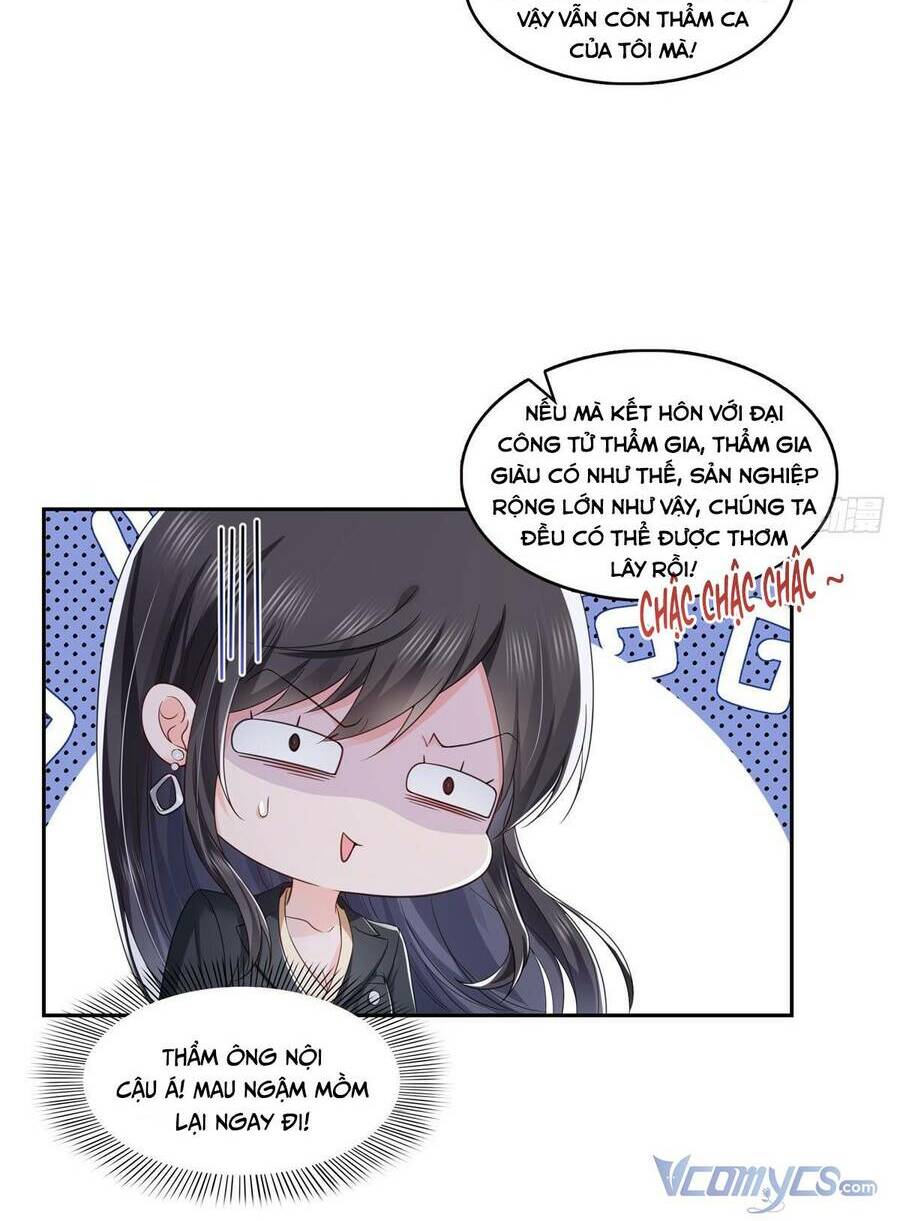 VẬY VẪN CÒN THẨM CA
CỦA TÔI MÀ!
NẾU MÀ KẾT HÔN VỚI ĐẠI
CÔNG TỬ THẨM GIA, THẨM GIA
GIÀU CÓ NHƯ THẾ, SẢN NGHIỆP
RỘNG LỚN NHƯ VẬY, CHÚNG TA
ĐỀU CÓ THỂ ĐƯỢC THƠM
LÂY RỒI!
动漫
CHẬC CHẬC CHẬC ~
THẨM ÔNG NỘI
CẬU Á! MAU NGẬM MỒM
LẠI NGAY ĐI!
VCOMYCS.com